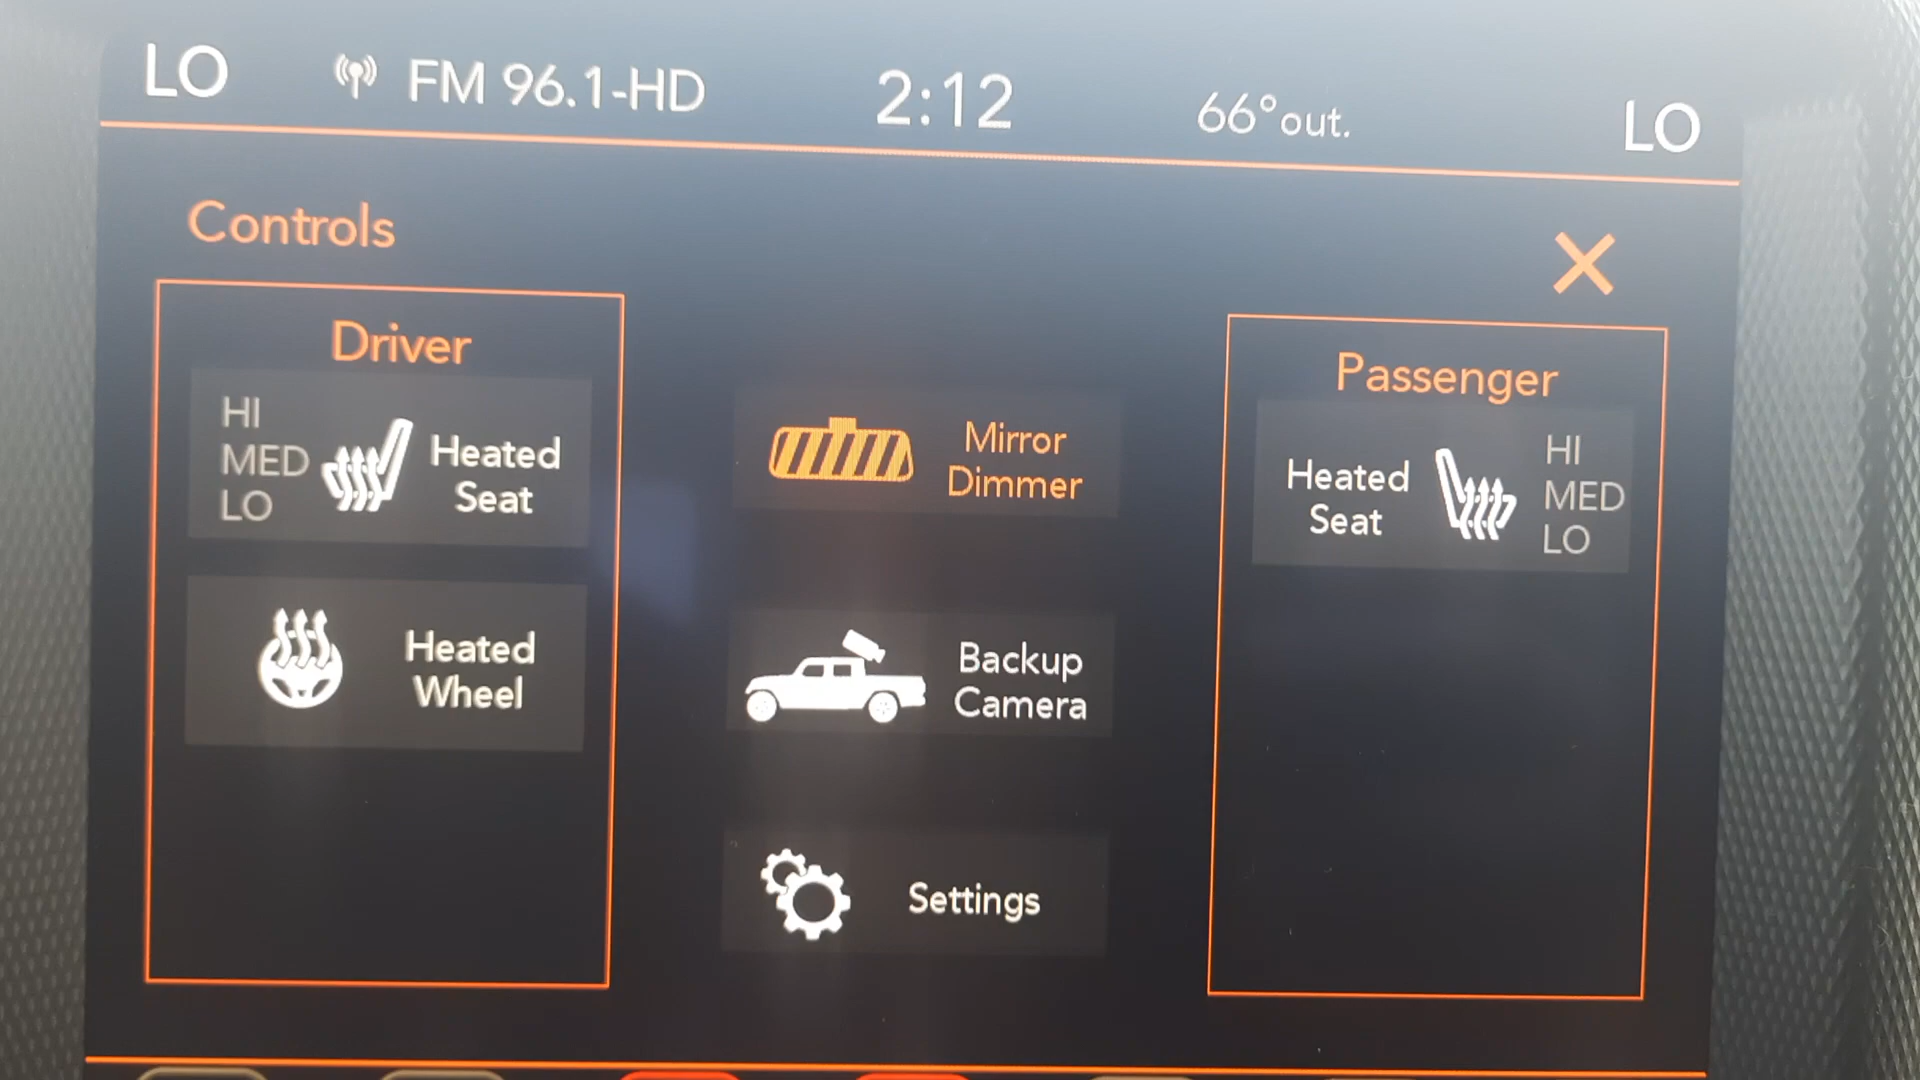 LO FM 96.1-HD 2:12 66°out. LO
Controls
Driver
HI
MED
LO
Heated
Seat
Heated
Wheel
Mirror
Dimmer
Backup
Camera
Settings
Passenger
Heated
Seat
HI
MED
LO